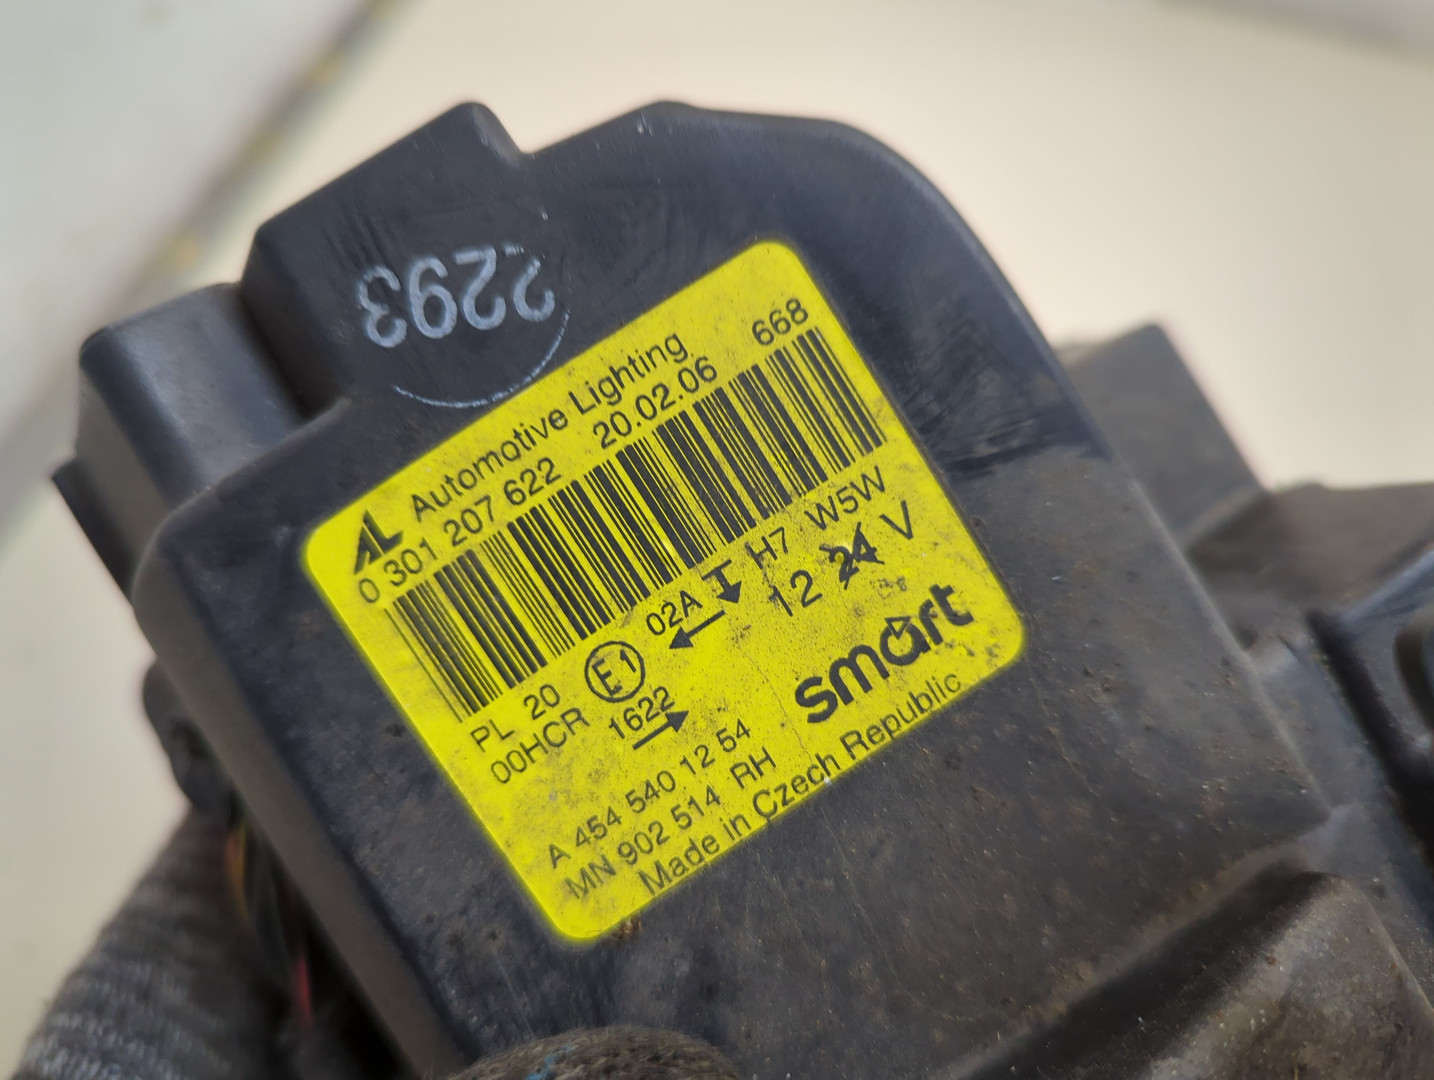 2293
AL Automotive Lighting
0 301 207 622 20.02.06 668
PL 20 E1 02A H7 W5W
00HCR 1622 12 24 V
smart
A 454 540 12 54
MN 902 514 RH
Made in Czech Republic